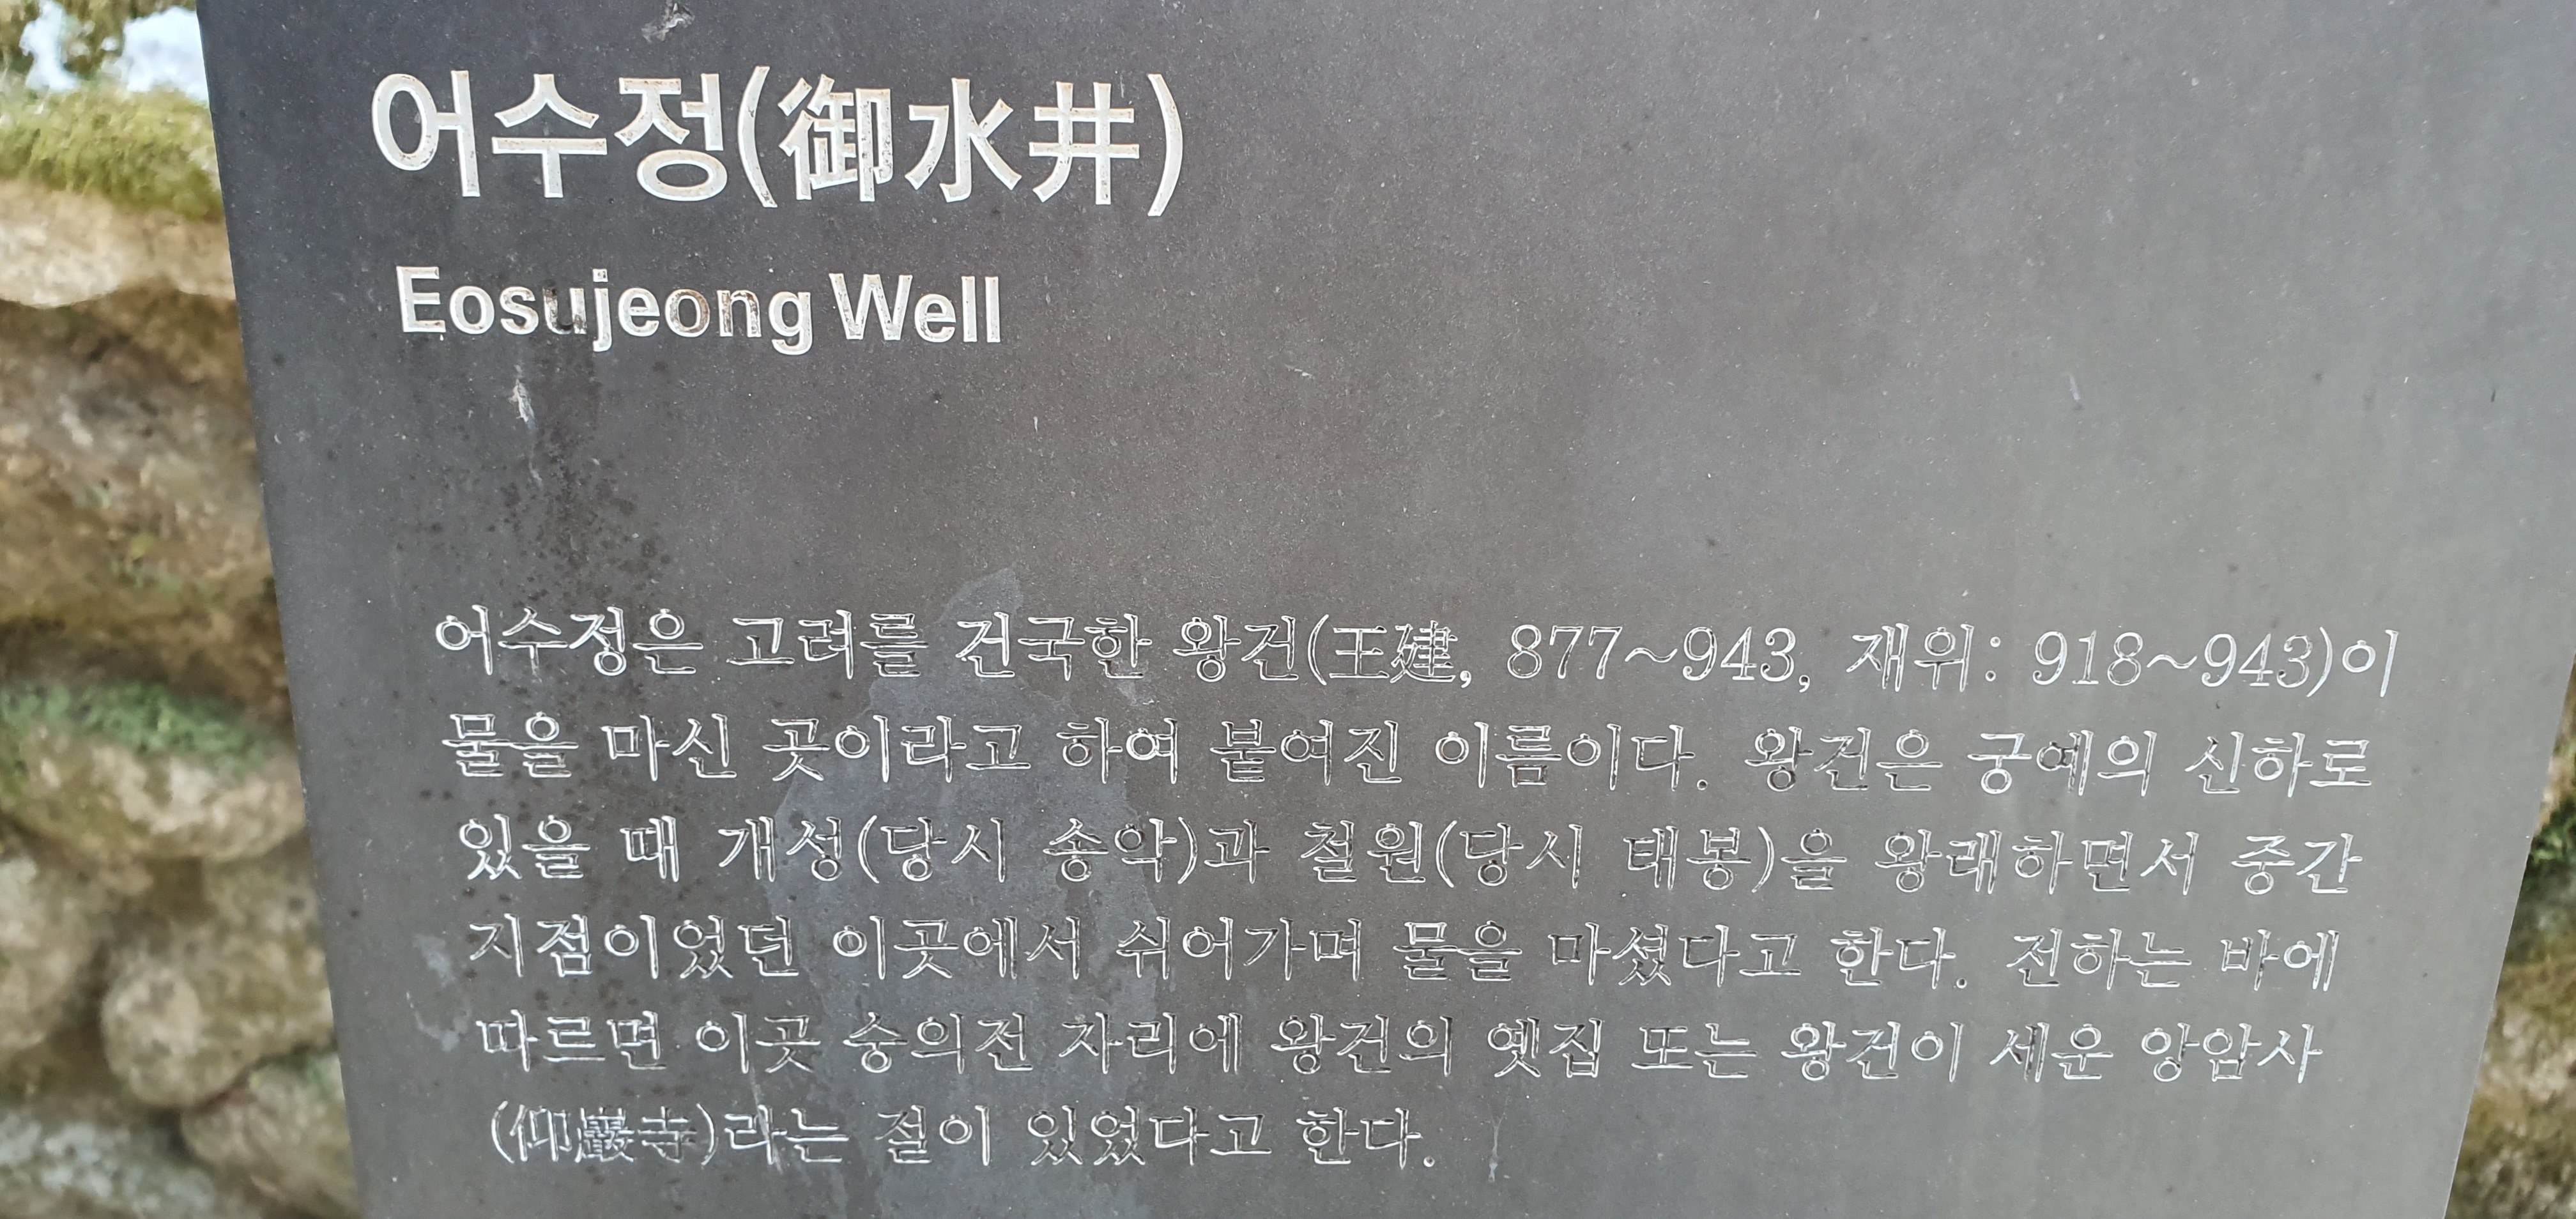 어수정(御水井)
Eosujeong Well
어수정은 고려를 건국한 왕건(王建, 877~943, 재위: 918~943)이
물을 마신 곳이라고 하여 붙여진 이름이다. 왕건은 궁예의 신하로
있을 때 개성(당시 송악)과 철원(당시 태봉)을 왕래하면서 중간
지점이었던 이곳에서 쉬어가며 물을 마셨다고 한다. 전하는 바에
따르면 이곳 숭의전 자리에 왕건의 옛집 또는 왕건이 세운 앙암사
(仰巖寺)라는 절이 있었다고 한다.